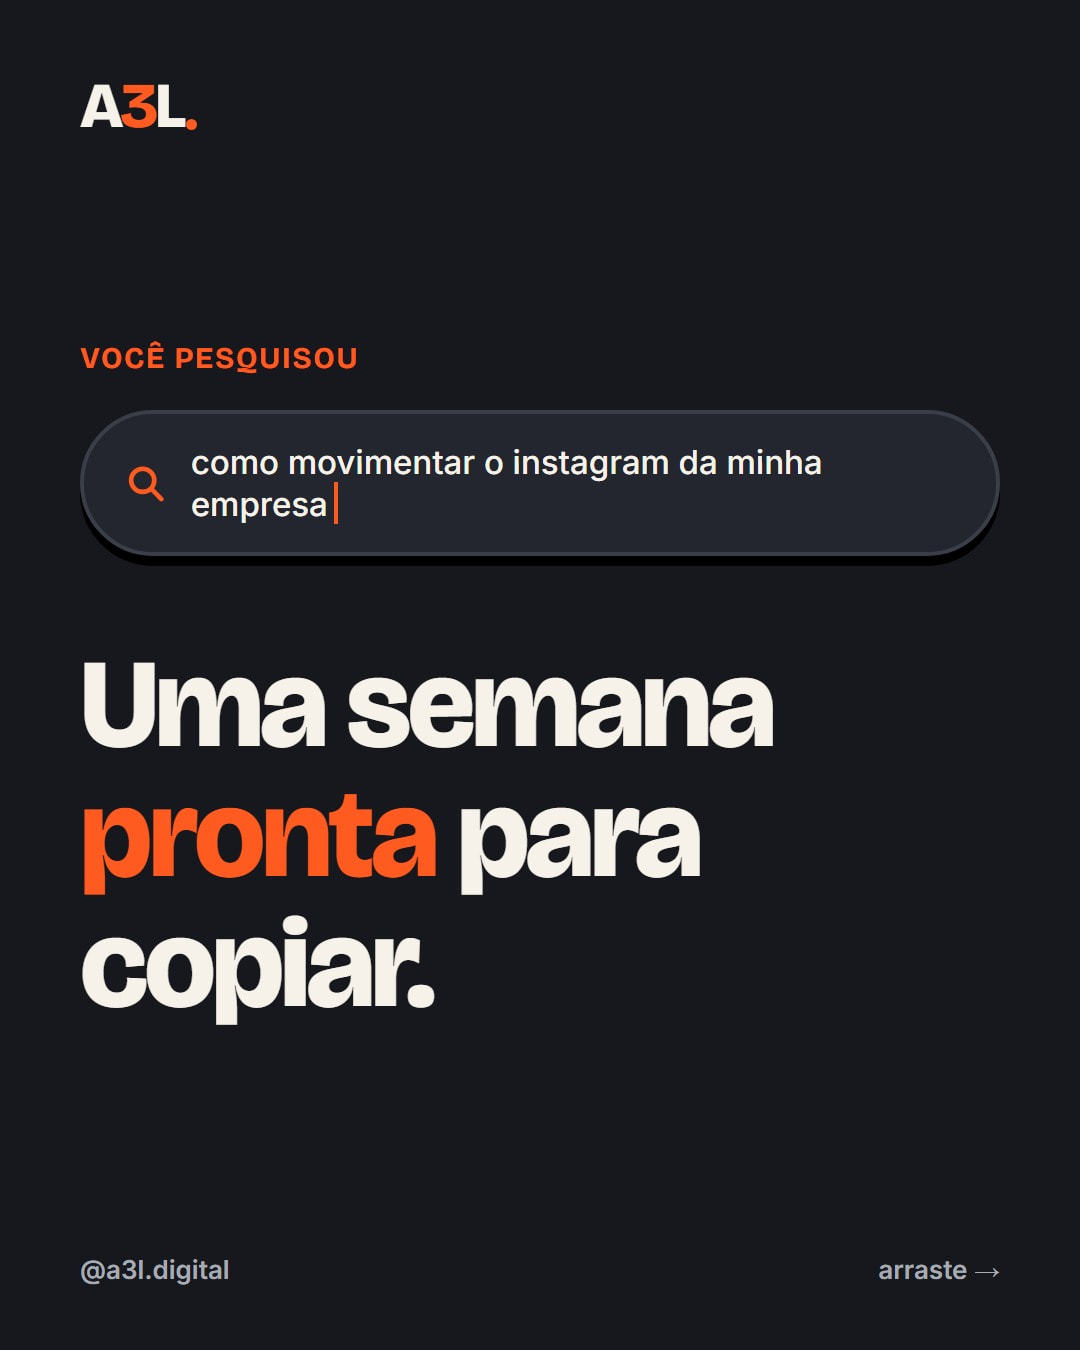 A3L.
VOCÊ PESQUISOU
como movimentar o instagram da minha
empresa
Uma semana
pronta para
copiar.
@a3l.digital
arraste →